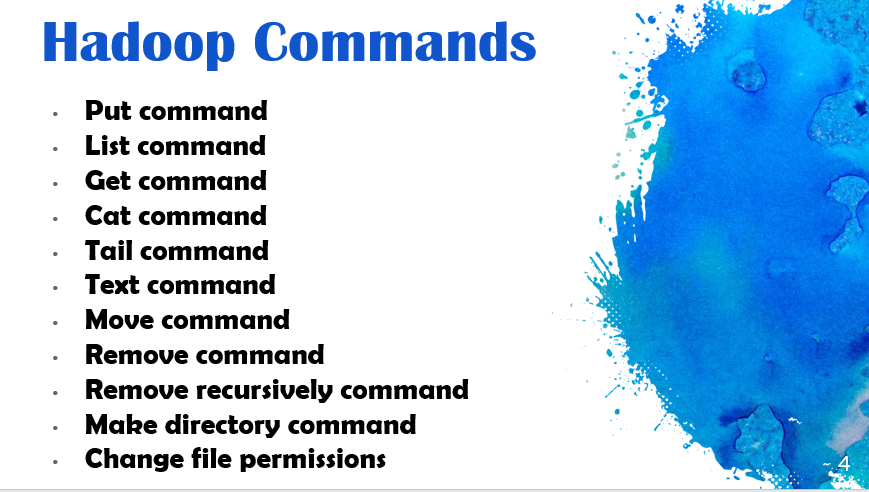 Hadoop Commands
• Put command
• List command
• Get command
• Cat command
• Tail command
• Text command
• Move command
• Remove command
• Remove recursively command
• Make directory command
• Change file permissions
~ 4